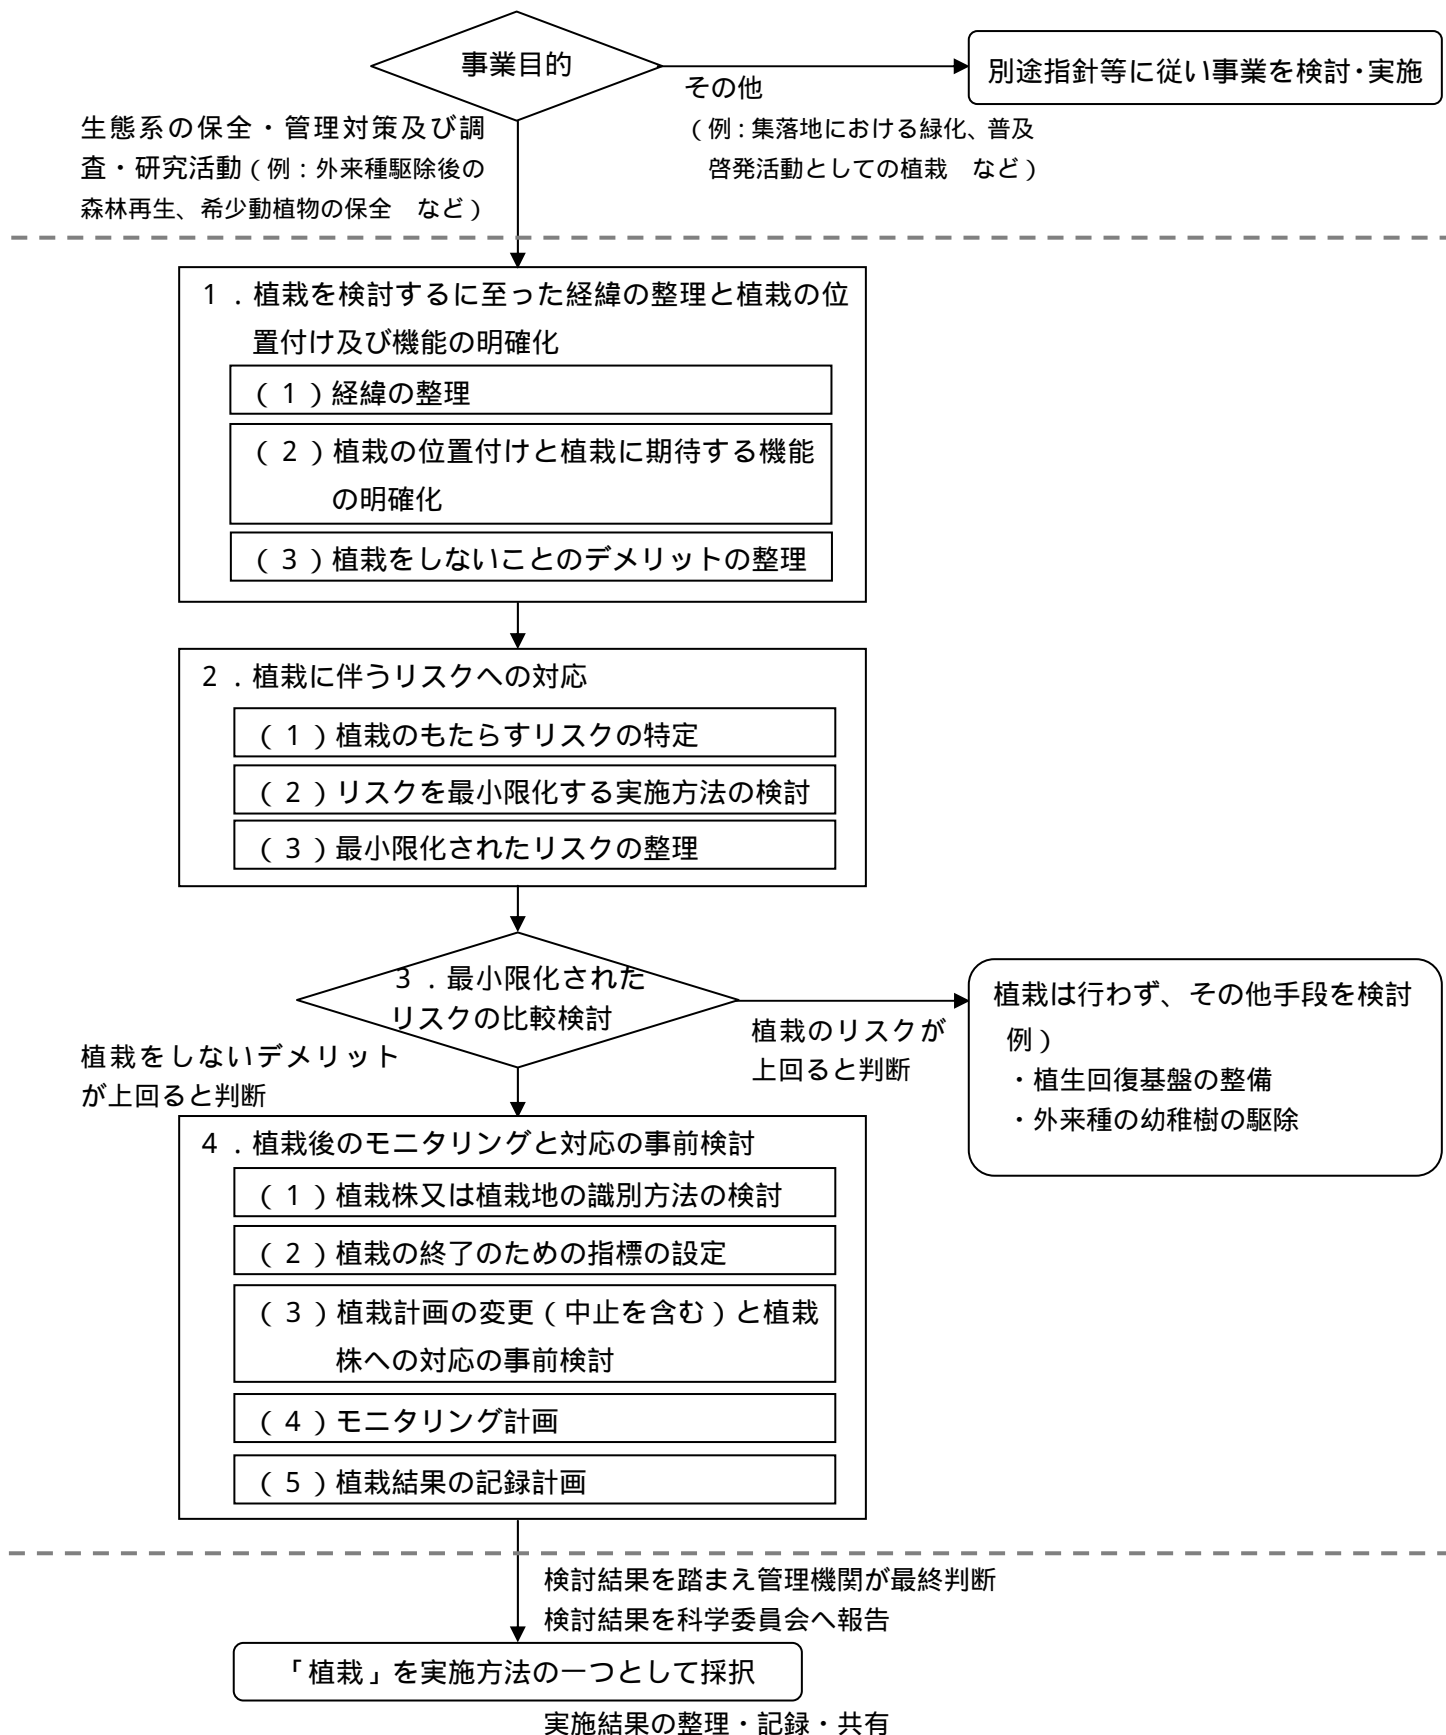 事業目的
別途指針等に従い事業を検討・実施
その他
（例：集落地における緑化、普及
啓発活動としての植栽　など）
生態系の保全・管理対策及び調
査・研究活動（例：外来種駆除後の
森林再生、希少動植物の保全　など）
1．植栽を検討するに至った経緯の整理と植栽の位
置付け及び機能の明確化
（1）経緯の整理
（2）植栽の位置付けと植栽に期待する機能
の明確化
（3）植栽をしないことのデメリットの整理
2．植栽に伴うリスクへの対応
（1）植栽のもたらすリスクの特定
（2）リスクを最小限化する実施方法の検討
（3）最小限化されたリスクの整理
3．最小限化された
リスクの比較検討
植栽のリスクが
上回ると判断
植栽は行わず、その他手段を検討
例）
・植生回復基盤の整備
・外来種の幼稚樹の駆除
植栽をしないデメリット
が上回ると判断
4．植栽後のモニタリングと対応の事前検討
（1）植栽株又は植栽地の識別方法の検討
（2）植栽の終了のための指標の設定
（3）植栽計画の変更（中止を含む）と植栽
株への対応の事前検討
（4）モニタリング計画
（5）植栽結果の記録計画
検討結果を踏まえ管理機関が最終判断
検討結果を科学委員会へ報告
「植栽」を実施方法の一つとして採択
実施結果の整理・記録・共有